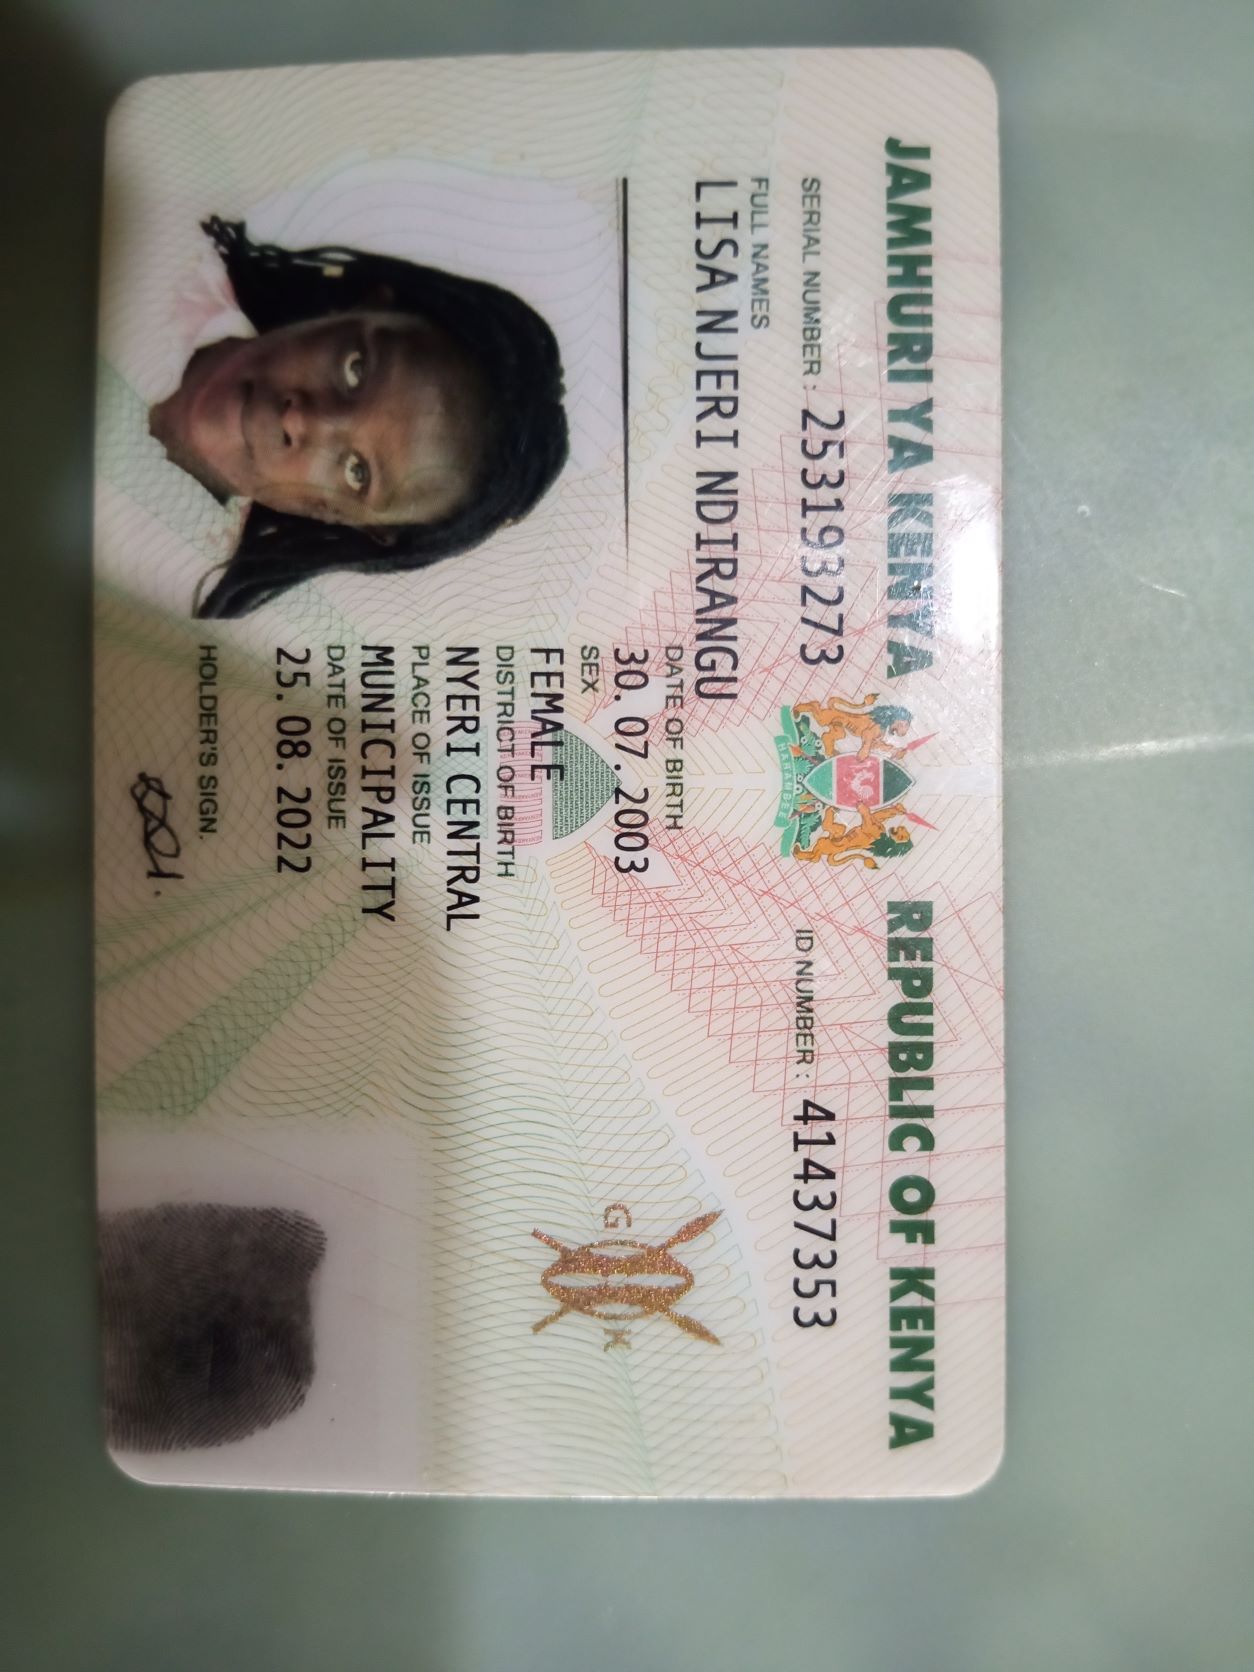 JAMHURI YA KENYA REPUBLIC OF KENYA
SERIAL NUMBER : 253193273 ID NUMBER : 41437353
HARAMBEE
FULL NAMES
LISA NJERI NDIRANGU
DATE OF BIRTH
30.07.2003
SEX
FEMALE
DISTRICT OF BIRTH
NYERI CENTRAL
PLACE OF ISSUE
MUNICIPALITY
DATE OF ISSUE
25.08.2022
HOLDER'S SIGN.
G K